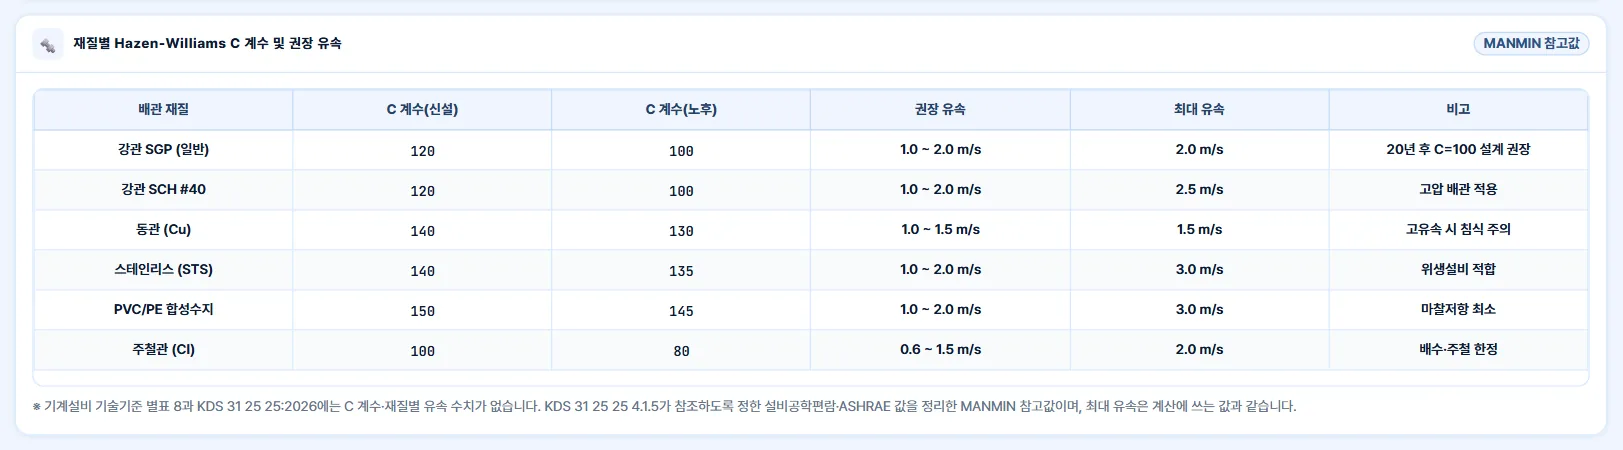 재질별 Hazen-Williams C 계수 및 권장 유속
MANMIN 참고값
배관 재질 C 계수(신설) C 계수(노후) 권장 유속 최대 유속 비고
강관 SGP (일반) 120 100 1.0 ~ 2.0 m/s 2.0 m/s 20년 후 C=100 설계 권장
강관 SCH #40 120 100 1.0 ~ 2.0 m/s 2.5 m/s 고압 배관 적용
동관 (Cu) 140 130 1.0 ~ 1.5 m/s 1.5 m/s 고유속 시 침식 주의
스테인리스 (STS) 140 135 1.0 ~ 2.0 m/s 3.0 m/s 위생설비 적합
PVC/PE 합성수지 150 145 1.0 ~ 2.0 m/s 3.0 m/s 마찰저항 최소
주철관 (CI) 100 80 0.6 ~ 1.5 m/s 2.0 m/s 배수·주철 한정
※ 기계설비 기술기준 별표 8과 KDS 31 25 25:2026에는 C 계수·재질별 유속 수치가 없습니다. KDS 31 25 25 4.1.5가 참조하도록 정한 설비공학편람·ASHRAE 값을 정리한 MANMIN 참고값이며, 최대 유속은 계산에 쓰는 값과 같습니다.